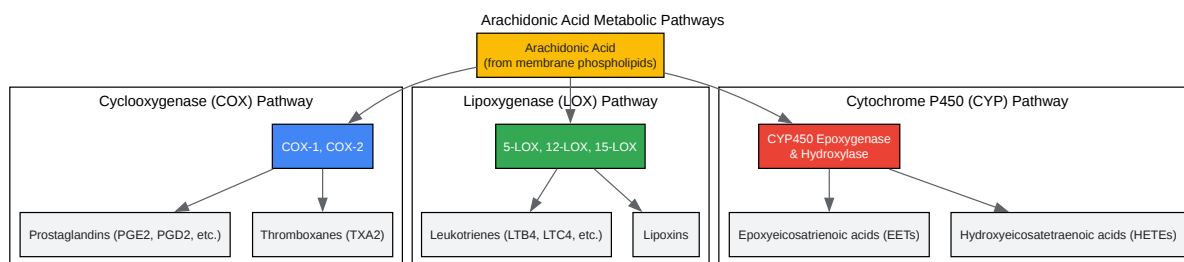 Arachidonic Acid Metabolic Pathways
Arachidonic Acid
(from membrane phospholipids)
Cyclooxygenase (COX) Pathway
Lipoxygenase (LOX) Pathway
Cytochrome P450 (CYP) Pathway
COX-1, COX-2
5-LOX, 12-LOX, 15-LOX
CYP450 Epoxygenase
& Hydroxylase
Prostaglandins (PGE2, PGD2, etc.)
Thromboxanes (TXA2)
Leukotrienes (LTB4, LTC4, etc.)
Lipoxins
Epoxyeicosatrienoic acids (EETs)
Hydroxyeicosatetraenoic acids (HETEs)